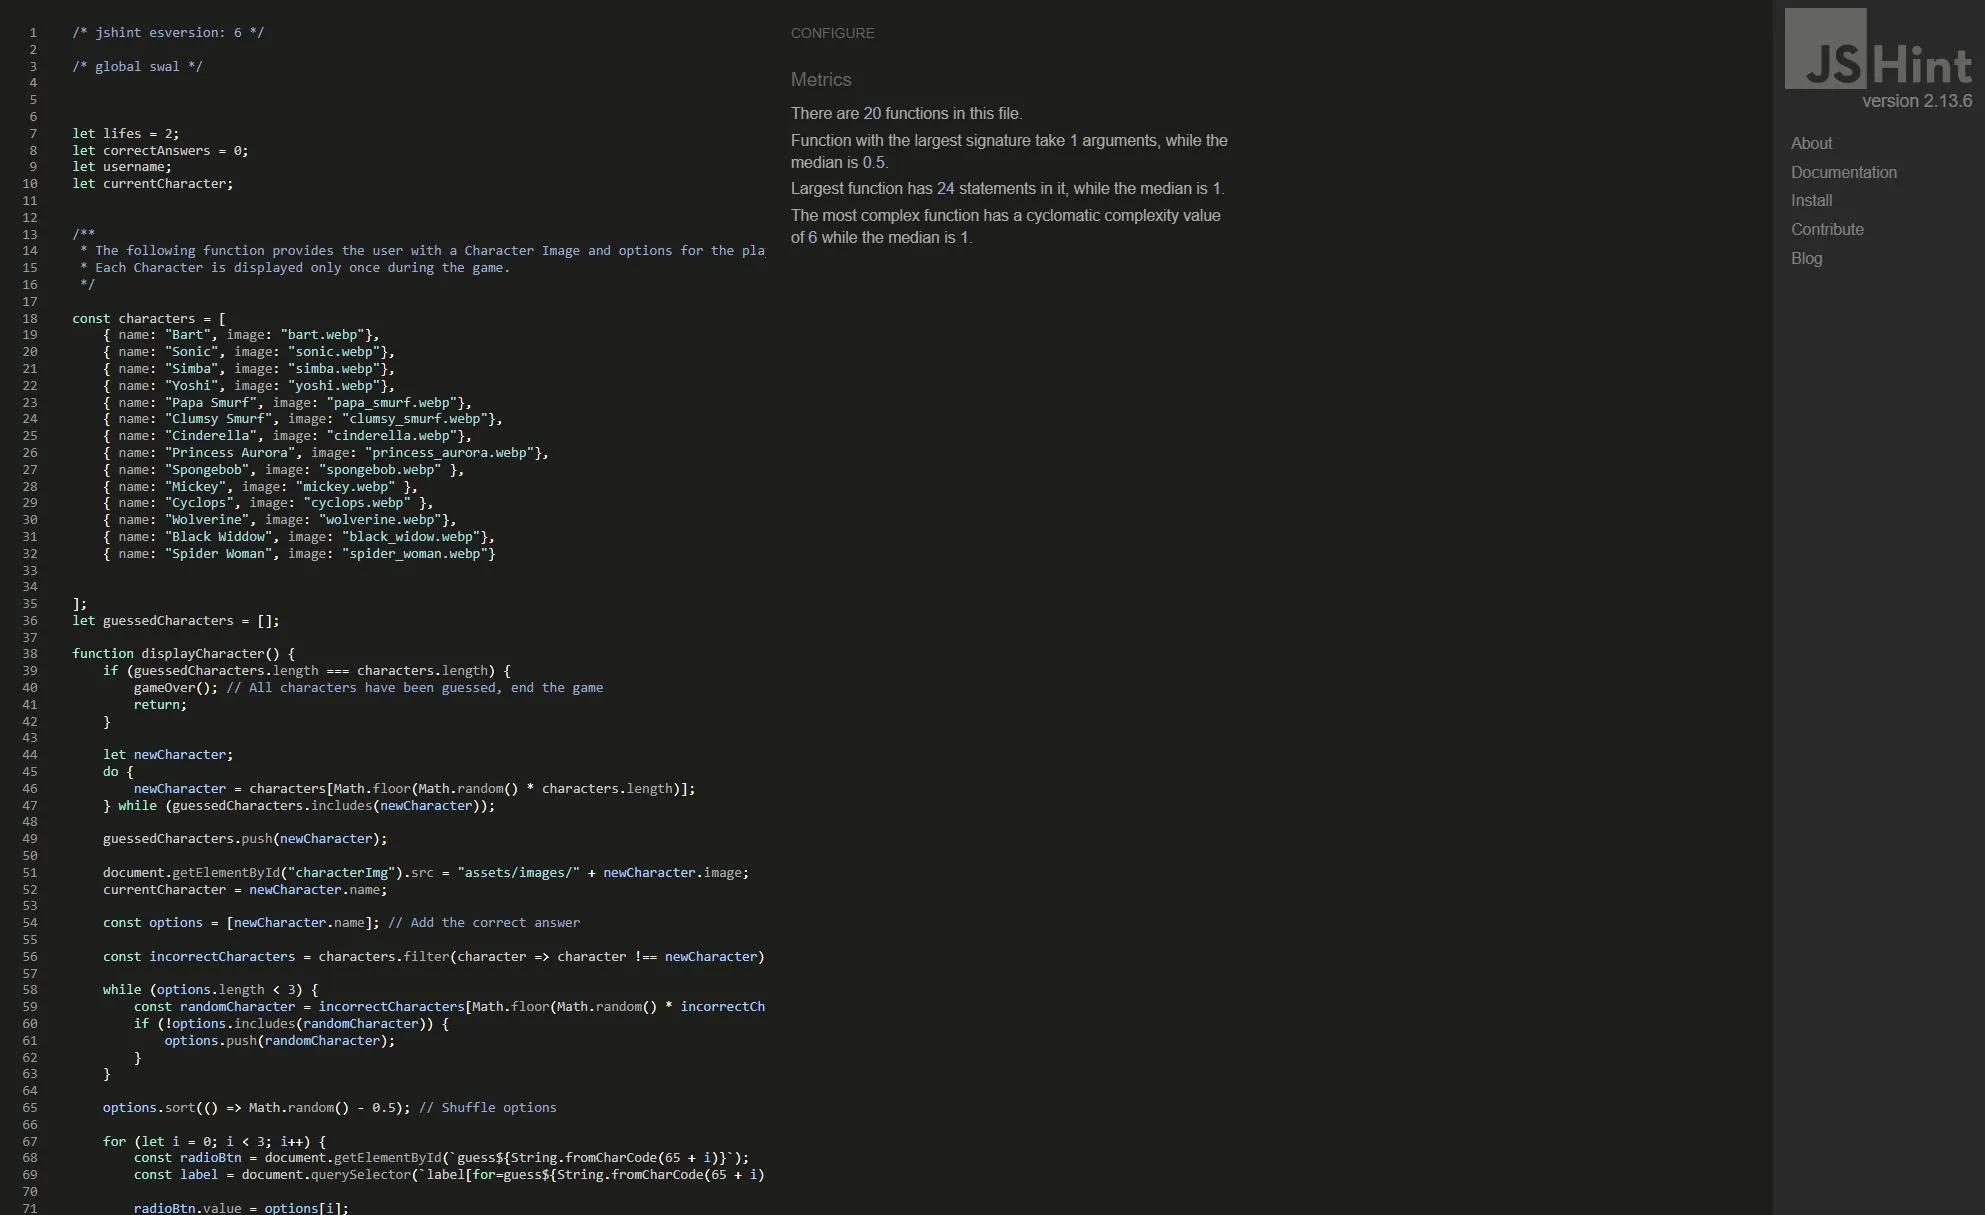 1 /* jshint esversion: 6 */
2
3 /* global swal */
4
5
6
7 let lifes = 2;
8 let correctAnswers = 0;
9 let username;
10 let currentCharacter;
11
12
13 /**
14 * The following function provides the user with a Character Image and options for the pla
15 * Each Character is displayed only once during the game.
16 */
17
18 const characters = [
19 { name: "Bart", image: "bart.webp"},
20 { name: "Sonic", image: "sonic.webp"},
21 { name: "Simba", image: "simba.webp"},
22 { name: "Yoshi", image: "yoshi.webp"},
23 { name: "Papa Smurf", image: "papa_smurf.webp"},
24 { name: "Clumsy Smurf", image: "clumsy_smurf.webp"},
25 { name: "Cinderella", image: "cinderella.webp"},
26 { name: "Princess Aurora", image: "princess_aurora.webp"},
27 { name: "Spongebob", image: "spongebob.webp" },
28 { name: "Mickey", image: "mickey.webp" },
29 { name: "Cyclops", image: "cyclops.webp" },
30 { name: "Wolverine", image: "wolverine.webp"},
31 { name: "Black Widdow", image: "black_widow.webp"},
32 { name: "Spider Woman", image: "spider_woman.webp"}
33
34
35 ];
36 let guessedCharacters = [];
37
38 function displayCharacter() {
39 if (guessedCharacters.length === characters.length) {
40 gameOver(); // All characters have been guessed, end the game
41 return;
42 }
43
44 let newCharacter;
45 do {
46 newCharacter = characters[Math.floor(Math.random() * characters.length)];
47 } while (guessedCharacters.includes(newCharacter));
48
49 guessedCharacters.push(newCharacter);
50
51 document.getElementById("characterImg").src = "assets/images/" + newCharacter.image;
52 currentCharacter = newCharacter.name;
53
54 const options = [newCharacter.name]; // Add the correct answer
55
56 const incorrectCharacters = characters.filter(character => character !== newCharacter)
57
58 while (options.length < 3) {
59 const randomCharacter = incorrectCharacters[Math.floor(Math.random() * incorrectCh
60 if (!options.includes(randomCharacter)) {
61 options.push(randomCharacter);
62 }
63 }
64
65 options.sort(() => Math.random() - 0.5); // Shuffle options
66
67 for (let i = 0; i < 3; i++) {
68 const radioBtn = document.getElementById(`guess${String.fromCharCode(65 + i)}`);
69 const label = document.querySelector(`label[for=guess${String.fromCharCode(65 + i)
70
71 radioBtn.value = options[i];
CONFIGURE
Metrics
There are 20 functions in this file.
Function with the largest signature take 1 arguments, while the
median is 0.5.
Largest function has 24 statements in it, while the median is 1.
The most complex function has a cyclomatic complexity value
of 6 while the median is 1.
JSHint
version 2.13.6
About
Documentation
Install
Contribute
Blog